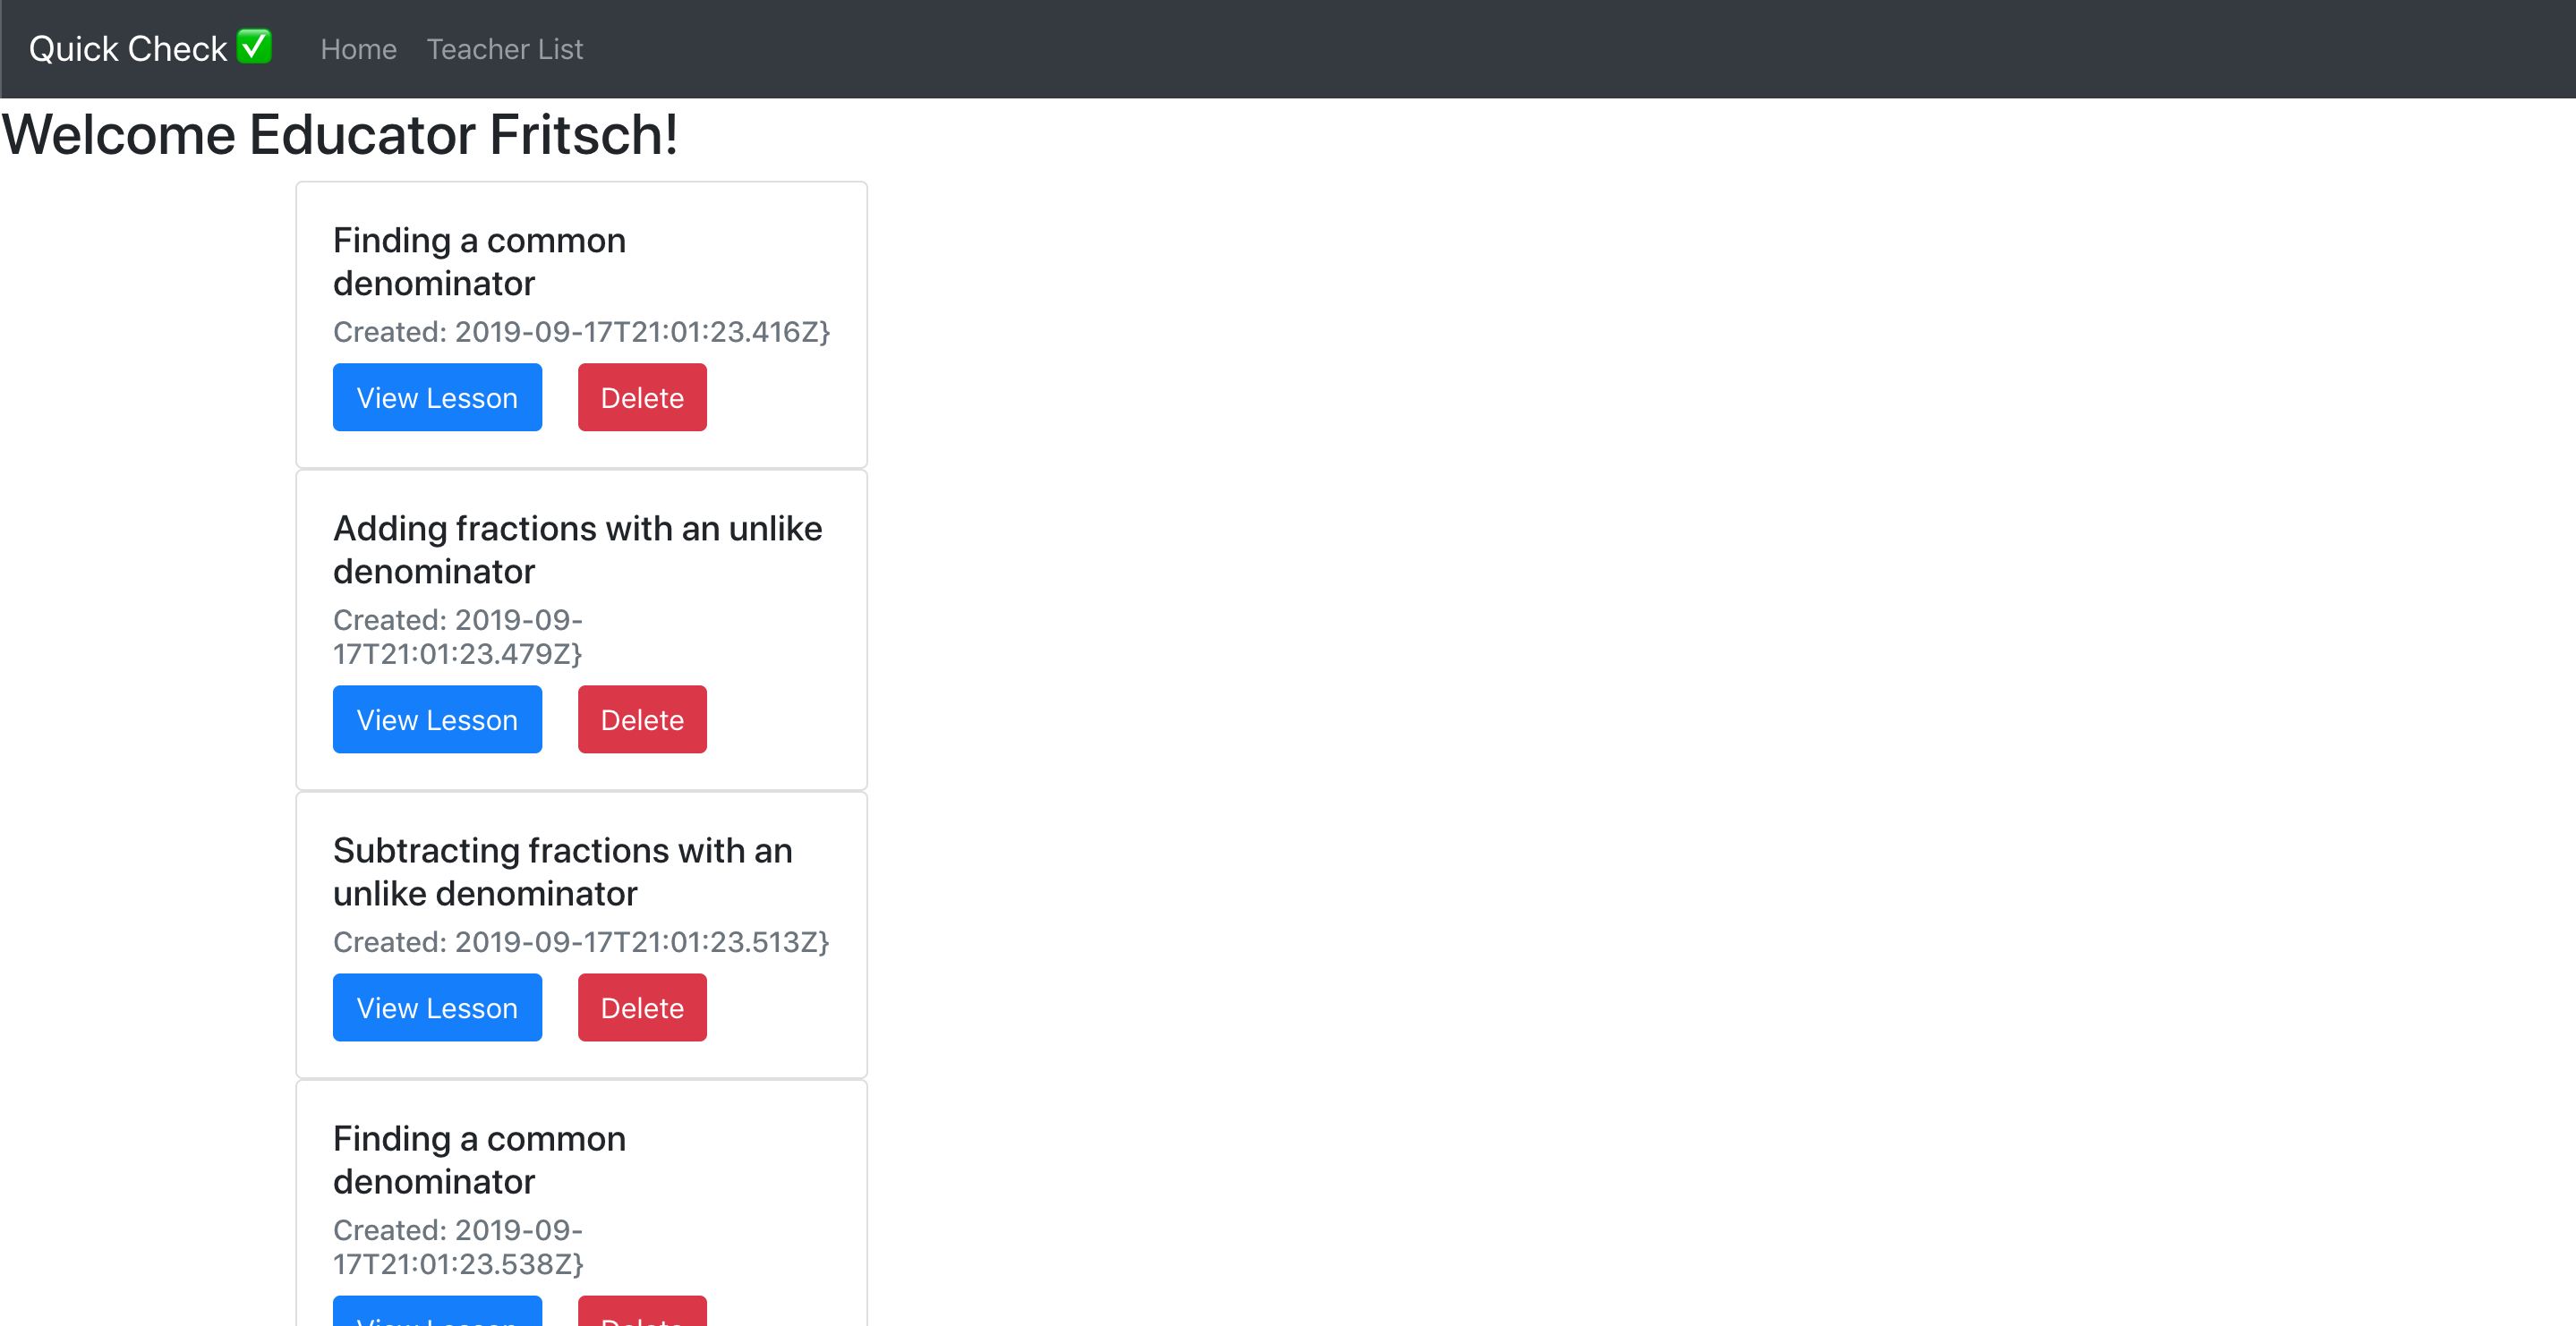 Quick Check ✅ Home Teacher List
Welcome Educator Fritsch!
Finding a common
denominator
Created: 2019-09-17T21:01:23.416Z}
View Lesson Delete
Adding fractions with an unlike
denominator
Created: 2019-09-
17T21:01:23.479Z}
View Lesson Delete
Subtracting fractions with an
unlike denominator
Created: 2019-09-17T21:01:23.513Z}
View Lesson Delete
Finding a common
denominator
Created: 2019-09-
17T21:01:23.538Z}
View Lesson Delete